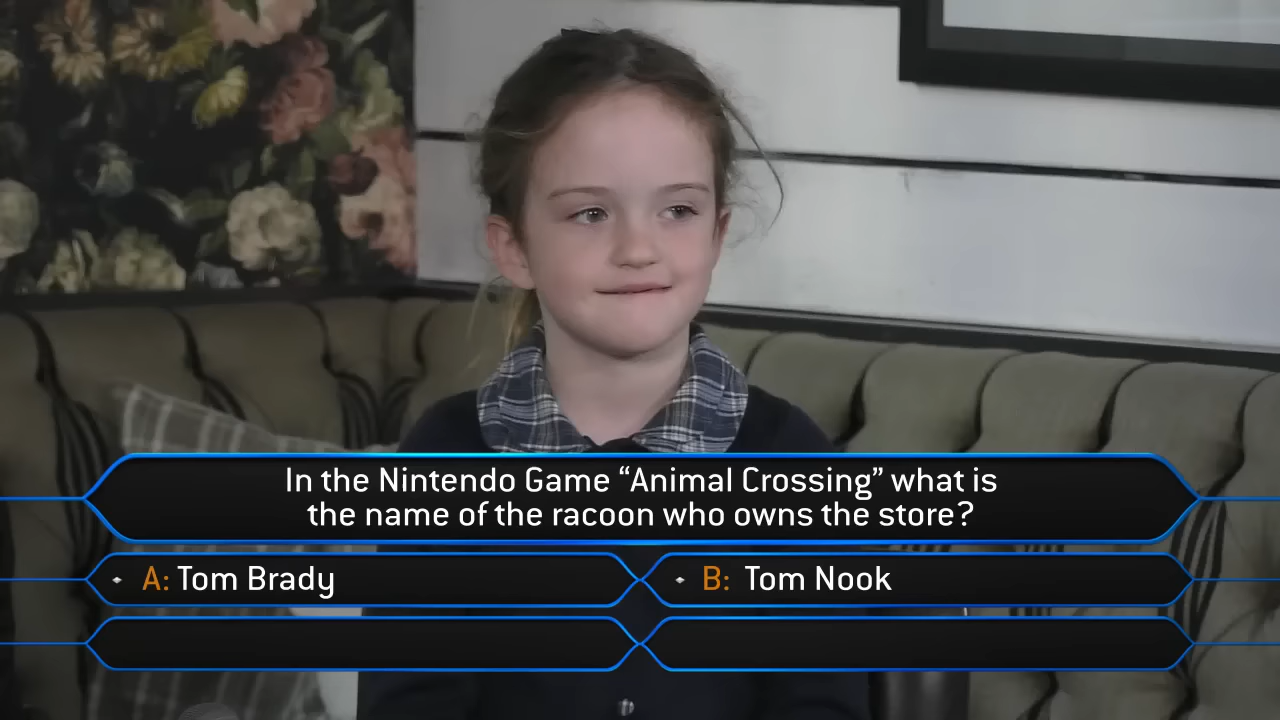 In the Nintendo Game “Animal Crossing” what is
the name of the racoon who owns the store?
A: Tom Brady
B: Tom Nook